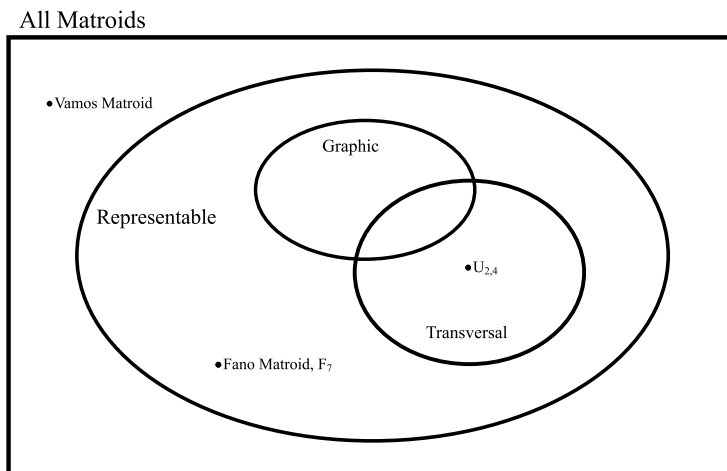 All Matroids
Vamos Matroid
Graphic
Representable
U2,4
Transversal
Fano Matroid, F7